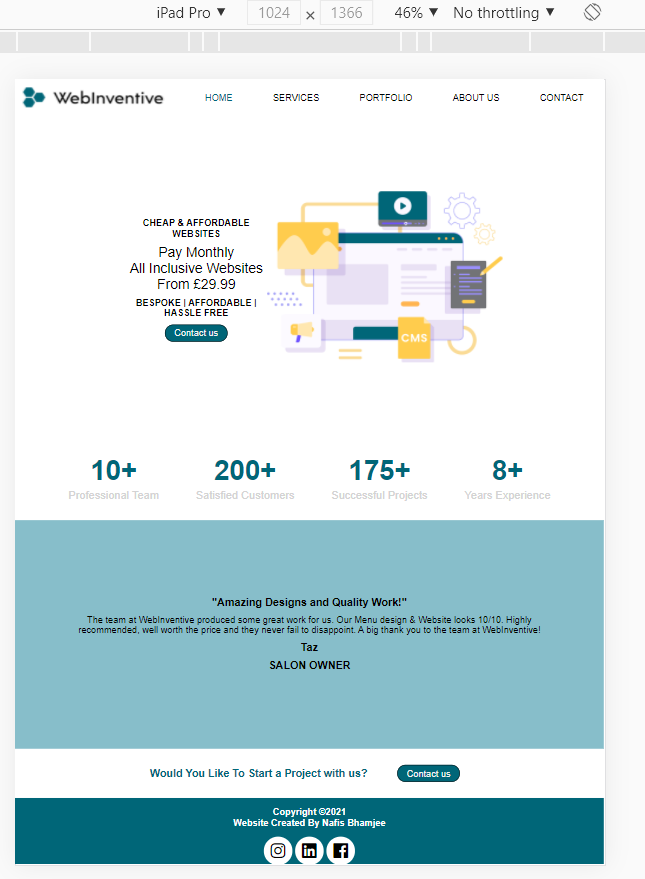 iPad Pro ▼ 1024 × 1366 46% ▼ No throttling ▼
WebInventive HOME SERVICES PORTFOLIO ABOUT US CONTACT
CHEAP & AFFORDABLE
WEBSITES
Pay Monthly
All Inclusive Websites
From £29.99
BESPOKE | AFFORDABLE |
HASSLE FREE
Contact us
CMS
10+ 200+ 175+ 8+
Professional Team Satisfied Customers Successful Projects Years Experience
"Amazing Designs and Quality Work!"
The team at WebInventive produced some great work for us. Our Menu design & Website looks 10/10. Highly
recommended, well worth the price and they never fail to disappoint. A big thank you to the team at WebInventive!
Taz
SALON OWNER
Would You Like To Start a Project with us? Contact us
Copyright ©2021
Website Created By Nafis Bhamjee